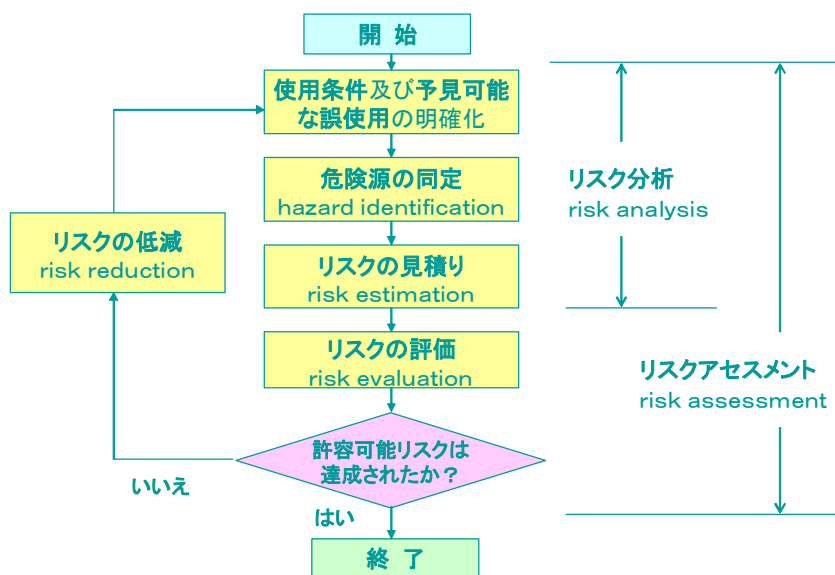 開 始
使用条件及び予見可能
な誤使用の明確化
危険源の同定
hazard identification
リスク分析
risk analysis
リスクの低減
risk reduction
リスクの見積り
risk estimation
リスクの評価
risk evaluation
リスクアセスメント
risk assessment
許容可能リスクは
達成されたか？
いいえ
はい
終 了